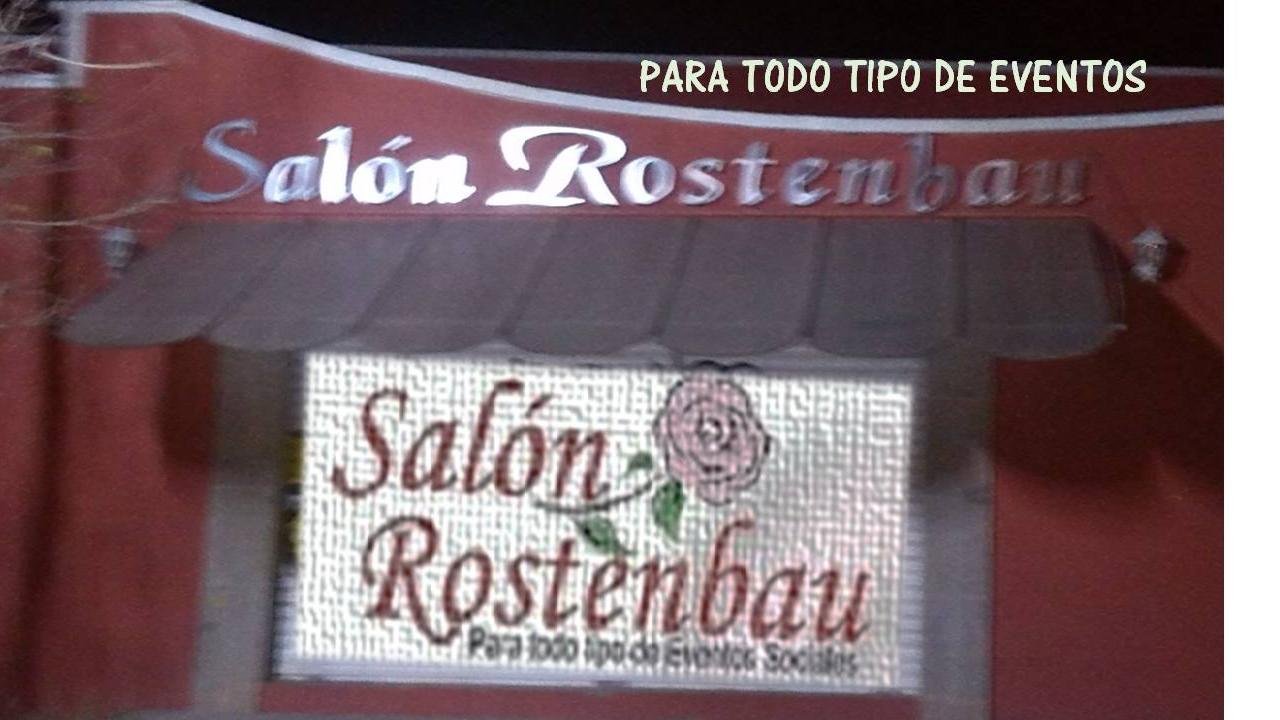 PARA TODO TIPO DE EVENTOS
Salón Rostenbau
Salón
Rostenbau
Para todo tipo de Eventos Sociales